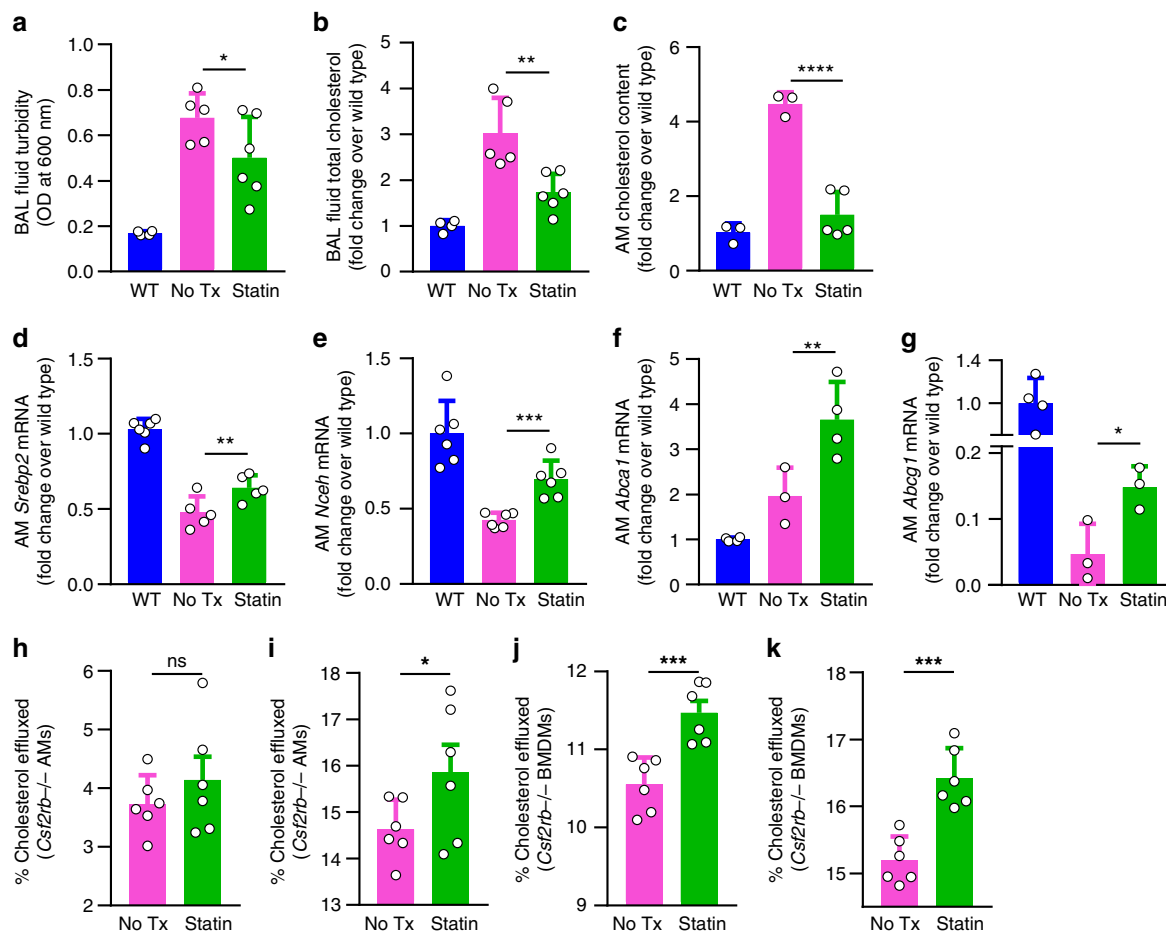 a
BAL fluid turbidity
(OD at 600 nm)
1.0
0.8
0.6
0.4
0.2
0.0
*
WT
No Tx
Statin
b
BAL fluid total cholesterol
(fold change over wild type)
5
4
3
2
1
0
**
WT
No Tx
Statin
c
AM cholesterol content
(fold change over wild type)
6
4
2
0
****
WT
No Tx
Statin
d
AM Srebp2 mRNA
(fold change over wild type)
1.5
1.0
0.5
0.0
**
WT
No Tx
Statin
e
AM Nceh mRNA
(fold change over wild type)
1.5
1.0
0.5
0.0
***
WT
No Tx
Statin
f
AM Abca1 mRNA
(fold change over wild type)
5
4
3
2
1
0
**
WT
No Tx
Statin
g
AM Abcg1 mRNA
(fold change over wild type)
1.4
1.0
0.2
0.1
0.0
*
WT
No Tx
Statin
h
% Cholesterol effluxed
(Csf2rb–/– AMs)
6
5
4
3
2
ns
No Tx
Statin
i
% Cholesterol effluxed
(Csf2rb–/– AMs)
18
17
16
15
14
13
*
No Tx
Statin
j
% Cholesterol effluxed
(Csf2rb–/– BMDMs)
12
11
10
9
***
No Tx
Statin
k
% Cholesterol effluxed
(Csf2rb–/– BMDMs)
18
17
16
15
***
No Tx
Statin